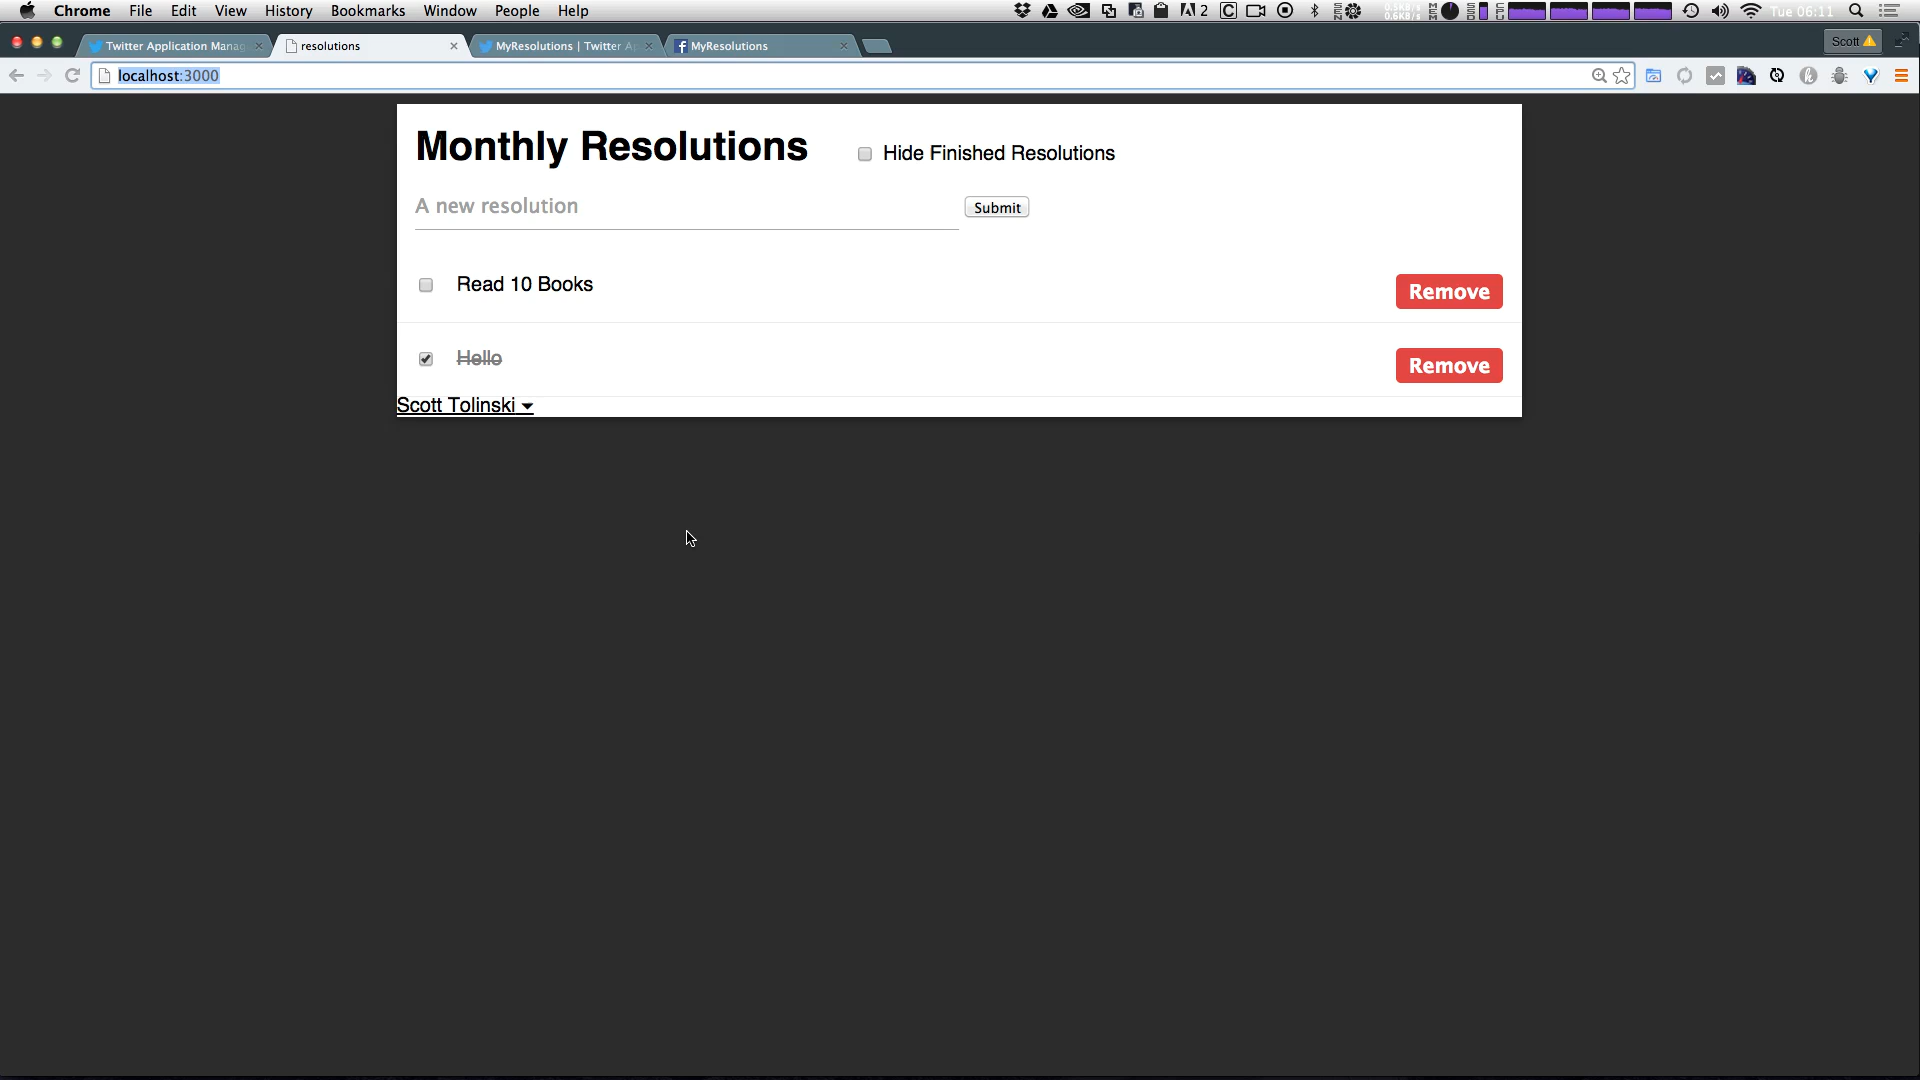 Chrome File Edit View History Bookmarks Window People Help 2 Tue 06:11
Twitter Application Manag resolutions MyResolutions | Twitter A MyResolutions Scott
localhost:3000
Monthly Resolutions Hide Finished Resolutions
A new resolution Submit
Read 10 Books Remove
Hello Remove
Scott Tolinski